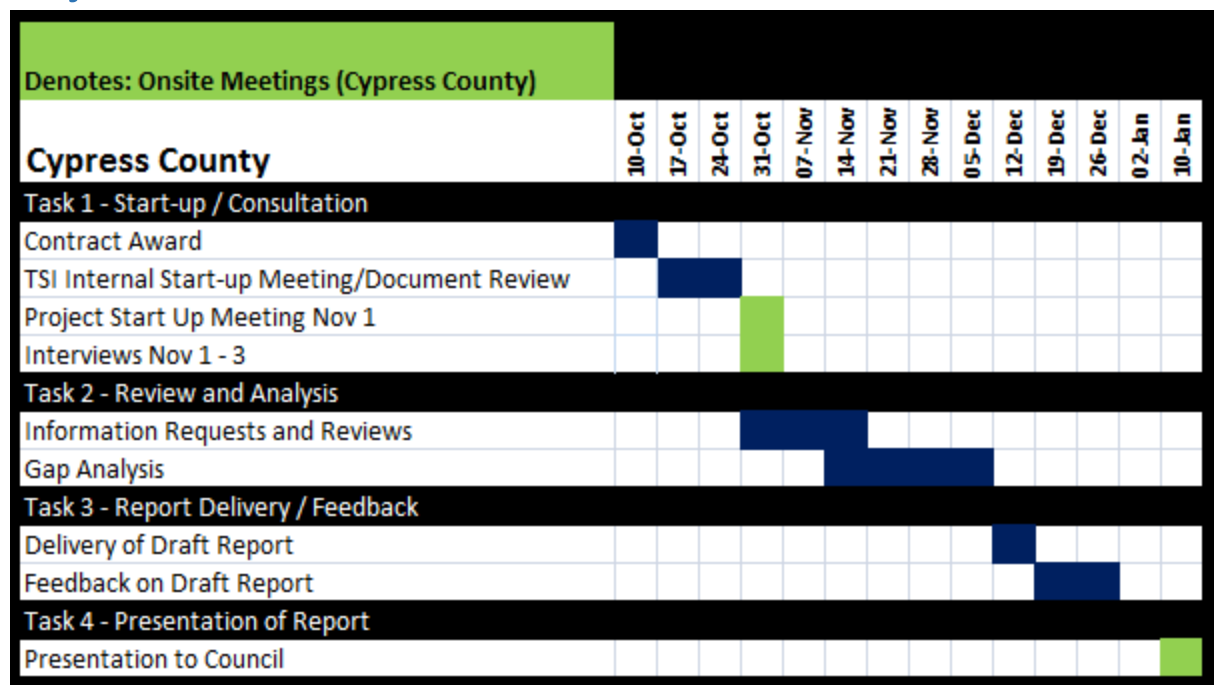 Denotes: Onsite Meetings (Cypress County)
Cypress County 10-Oct 17-Oct 24-Oct 31-Oct 07-Nov 14-Nov 21-Nov 28-Nov 05-Dec 12-Dec 19-Dec 26-Dec 02-Jan 10-Jan
Task 1 - Start-up / Consultation
Contract Award
TSI Internal Start-up Meeting/Document Review
Project Start Up Meeting Nov 1
Interviews Nov 1 - 3
Task 2 - Review and Analysis
Information Requests and Reviews
Gap Analysis
Task 3 - Report Delivery / Feedback
Delivery of Draft Report
Feedback on Draft Report
Task 4 - Presentation of Report
Presentation to Council